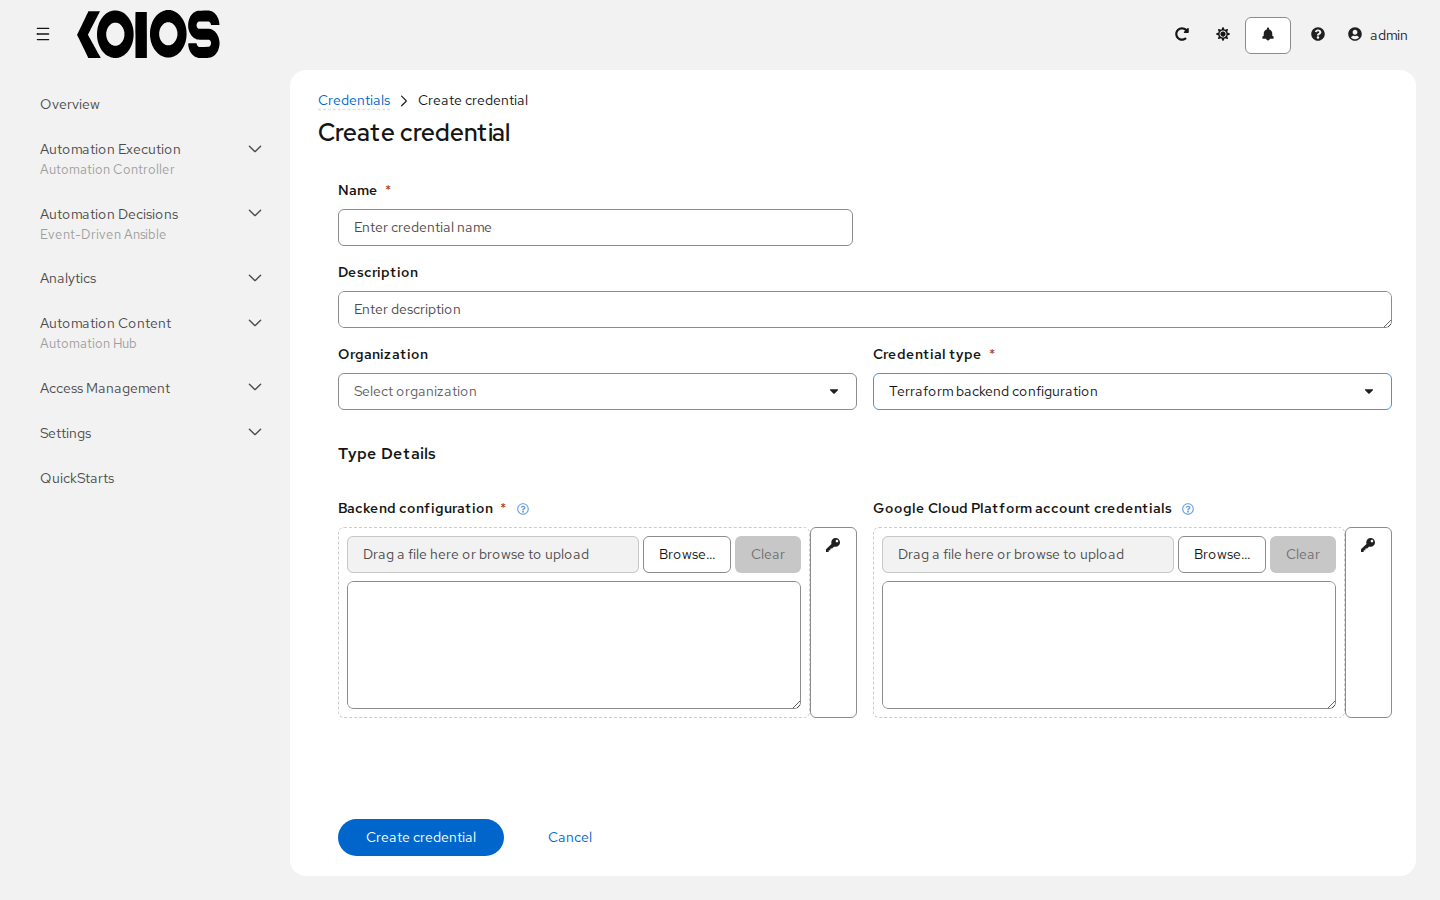 KOIOS
admin
Overview
Automation Execution
Automation Controller
Automation Decisions
Event-Driven Ansible
Analytics
Automation Content
Automation Hub
Access Management
Settings
QuickStarts
Credentials > Create credential
Create credential
Name *
Enter credential name
Description
Enter description
Organization
Select organization
Credential type *
Terraform backend configuration
Type Details
Backend configuration *
Drag a file here or browse to upload
Browse...
Clear
Google Cloud Platform account credentials
Drag a file here or browse to upload
Browse...
Clear
Create credential
Cancel